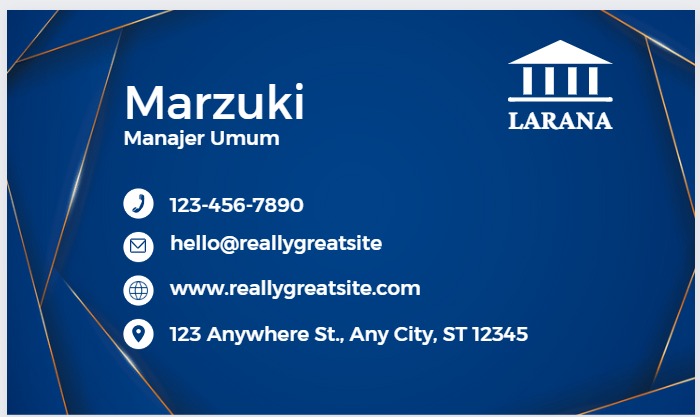 Marzuki
Manajer Umum
LARANA
123-456-7890
hello@reallygreatsite
www.reallygreatsite.com
123 Anywhere St., Any City, ST 12345